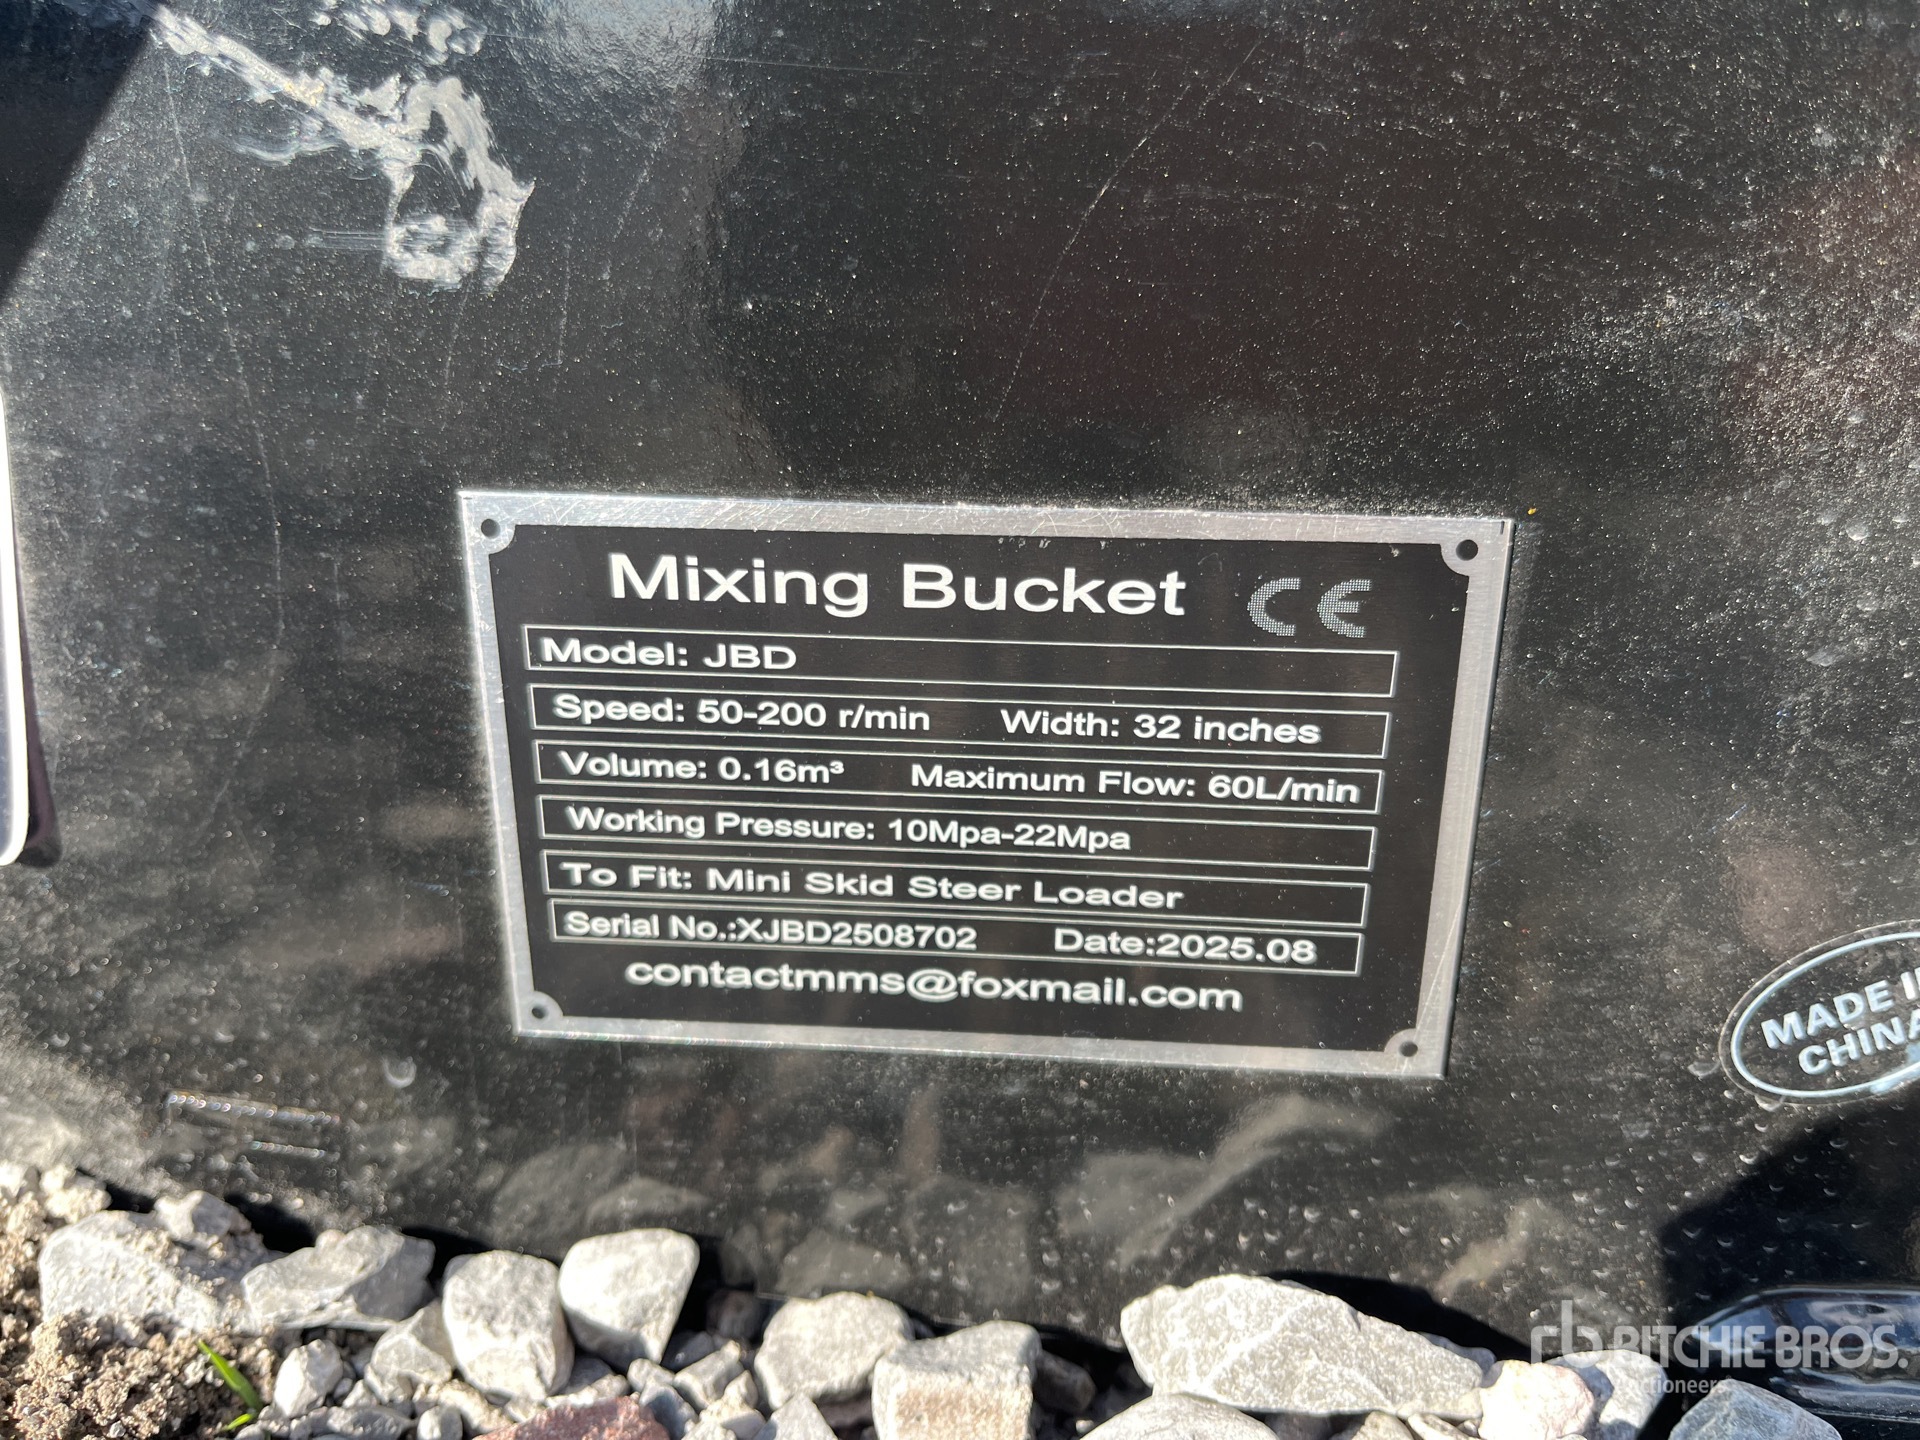 Mixing Bucket CE
Model: JBD
Speed: 50-200 r/min Width: 32 inches
Volume: 0.16m³ Maximum Flow: 60L/min
Working Pressure: 10Mpa-22Mpa
To Fit: Mini Skid Steer Loader
Serial No.:XJBD2508702 Date:2025.08
contactmms@foxmail.com
MADE IN
CHINA
rb RITCHIE BROS.
Auctioneers